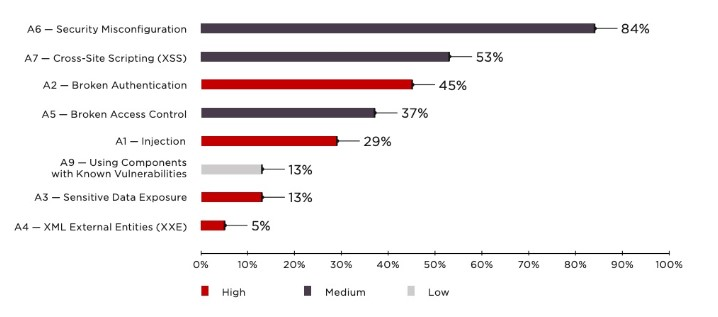 A6 — Security Misconfiguration 84%
A7 — Cross-Site Scripting (XSS) 53%
A2 — Broken Authentication 45%
A5 — Broken Access Control 37%
A1 — Injection 29%
A9 — Using Components
with Known Vulnerabilities 13%
A3 — Sensitive Data Exposure 13%
A4 — XML External Entities (XXE) 5%
0% 10% 20% 30% 40% 50% 60% 70% 80% 90% 100%
High Medium Low